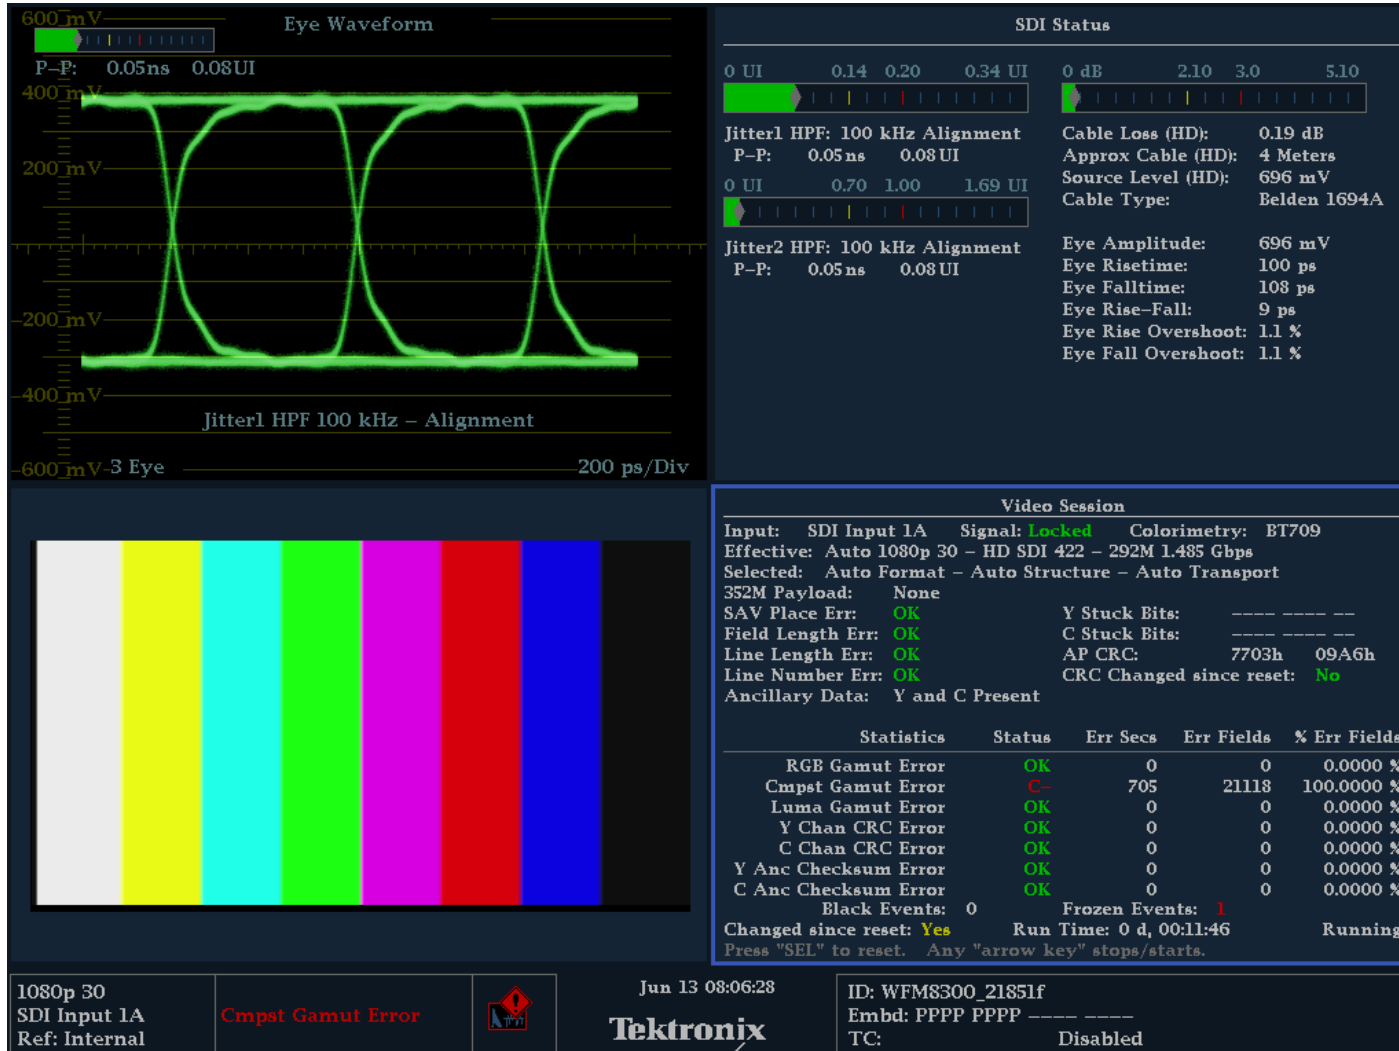 Eye Waveform
600 mV
P-P: 0.05ns 0.08UI
400 mV
200 mV
-200 mV
-400 mV
Jitter1 HPF 100 kHz - Alignment
-600 mV
3 Eye
200 ps/Div
SDI Status
0 UI 0.14 0.20 0.34 UI
Jitter1 HPF: 100 kHz Alignment
P-P: 0.05ns 0.08UI
0 UI 0.70 1.00 1.69 UI
Jitter2 HPF: 100 kHz Alignment
P-P: 0.05ns 0.08UI
0 dB 2.10 3.0 5.10
Cable Loss (HD): 0.19 dB
Approx Cable (HD): 4 Meters
Source Level (HD): 696 mV
Cable Type: Belden 1694A
Eye Amplitude: 696 mV
Eye Risetime: 100 ps
Eye Falltime: 108 ps
Eye Rise-Fall: 9 ps
Eye Rise Overshoot: 1.1 %
Eye Fall Overshoot: 1.1 %
Video Session
Input: SDI Input 1A Signal: Locked Colorimetry: BT709
Effective: Auto 1080p 30 - HD SDI 422 - 292M 1.485 Gbps
Selected: Auto Format - Auto Structure - Auto Transport
352M Payload: None
SAV Place Err: OK Y Stuck Bits: ---- ---- --
Field Length Err: OK C Stuck Bits: ---- ---- --
Line Length Err: OK AP CRC: 7703h 09A6h
Line Number Err: OK CRC Changed since reset: No
Ancillary Data: Y and C Present
Statistics Status Err Secs Err Fields % Err Fields
RGB Gamut Error OK 0 0 0.0000 %
Cmpst Gamut Error C- 705 21118 100.0000 %
Luma Gamut Error OK 0 0 0.0000 %
Y Chan CRC Error OK 0 0 0.0000 %
C Chan CRC Error OK 0 0 0.0000 %
Y Anc Checksum Error OK 0 0 0.0000 %
C Anc Checksum Error OK 0 0 0.0000 %
Black Events: 0 Frozen Events: 1
Changed since reset: Yes Run Time: 0 d, 00:11:46 Running
Press "SEL" to reset. Any "arrow key" stops/starts.
1080p 30
SDI Input 1A
Ref: Internal
Cmpst Gamut Error
Jun 13 08:06:28
Tektronix
ID: WFM8300_21851f
Embd: PPPP PPPP ---- ----
TC: Disabled